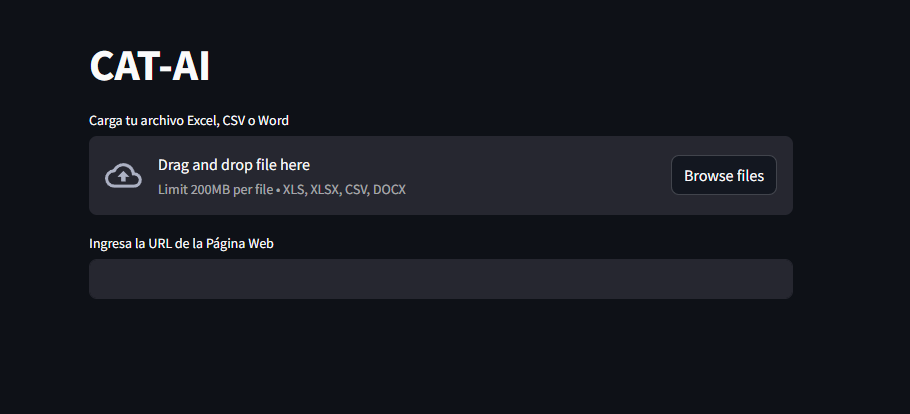 CAT-AI
Carga tu archivo Excel, CSV o Word
Drag and drop file here
Limit 200MB per file • XLS, XLSX, CSV, DOCX
Browse files
Ingresa la URL de la Página Web